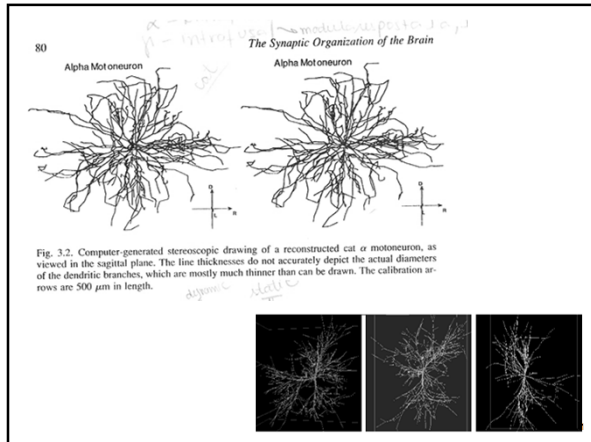 80
The Synaptic Organization of the Brain
Alpha Motoneuron
Alpha Motoneuron
D
R
L
D
R
L
Fig. 3.2. Computer-generated stereoscopic drawing of a reconstructed cat α motoneuron, as
viewed in the sagittal plane. The line thicknesses do not accurately depict the actual diameters
of the dendritic branches, which are mostly much thinner than can be drawn. The calibration ar-
rows are 500 μm in length.
dynamic static